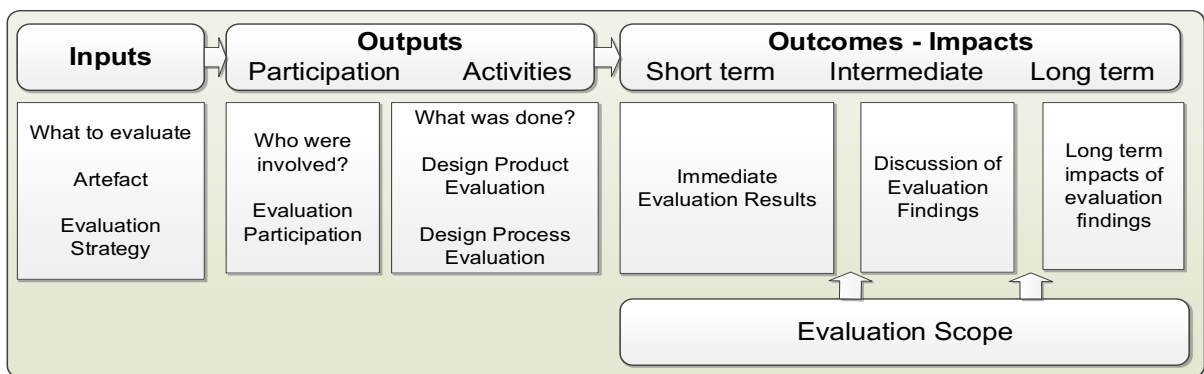 Inputs
Outputs
Participation Activities
Outcomes - Impacts
Short term Intermediate Long term
What to evaluate
Artefact
Evaluation
Strategy
Who were
involved?
Evaluation
Participation
What was done?
Design Product
Evaluation
Design Process
Evaluation
Immediate
Evaluation Results
Discussion of
Evaluation
Findings
Long term
impacts of
evaluation
findings
Evaluation Scope